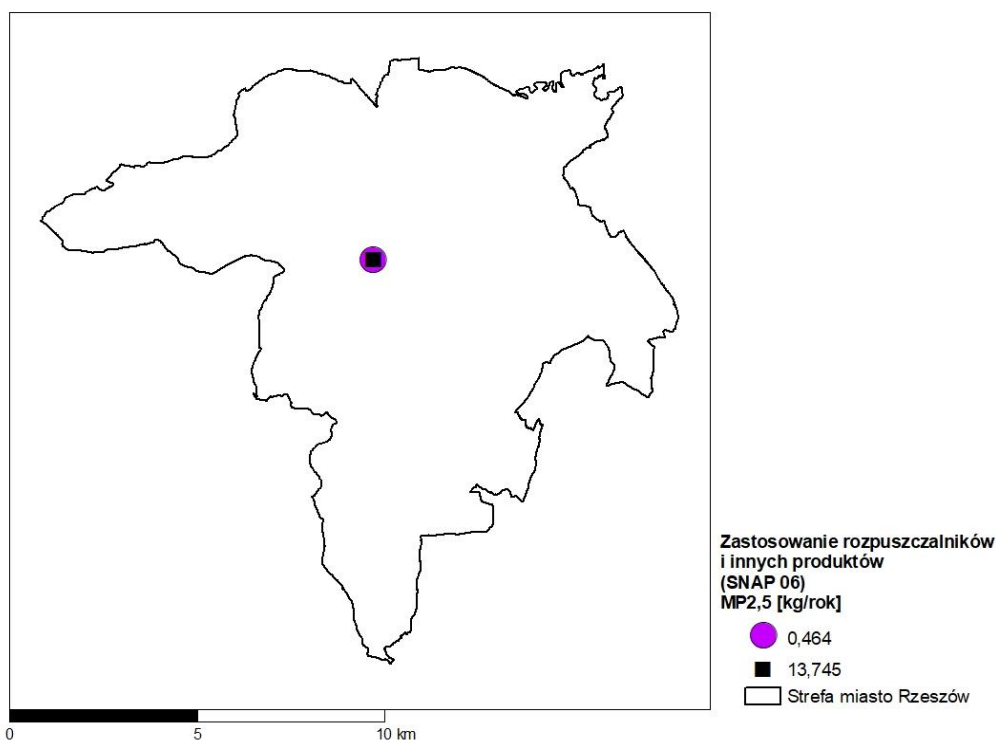 Zastosowanie rozpuszczalników
i innych produktów
(SNAP 06)
MP2,5 [kg/rok]
0,464
13,745
Strefa miasto Rzeszów
0 5 10 km